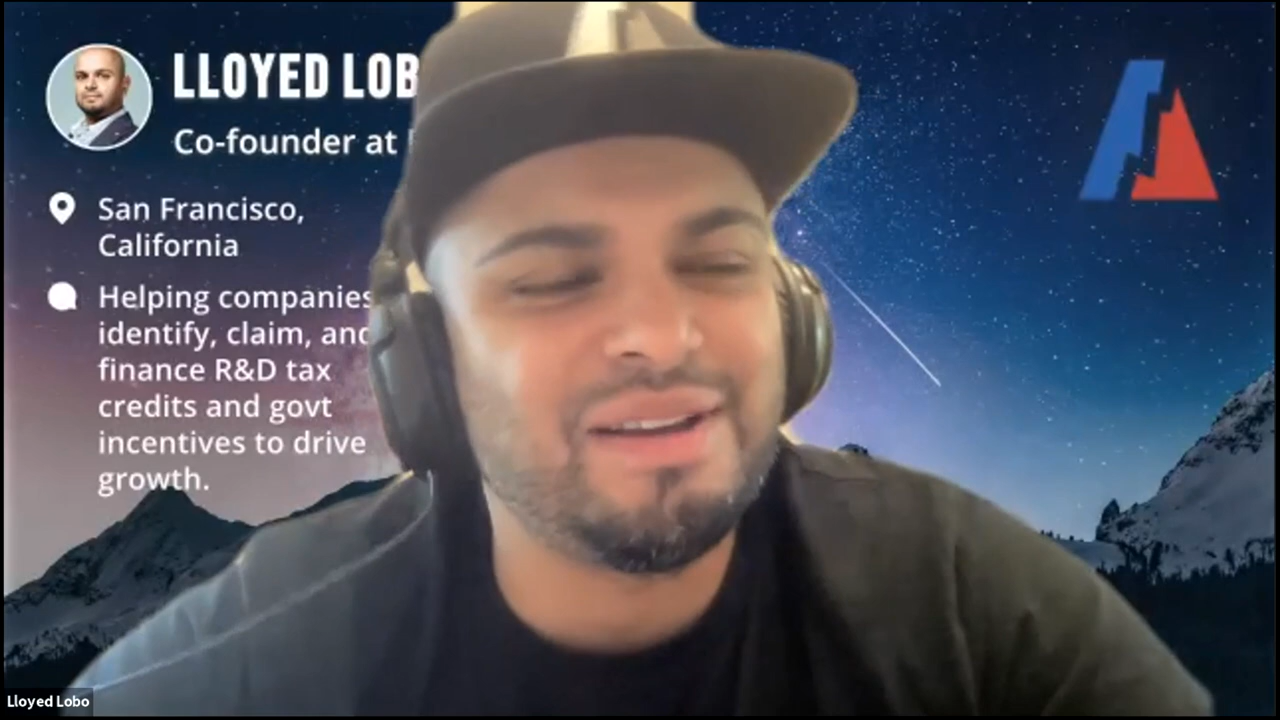 LLOYED LOB
Co-founder at
San Francisco,
California
Helping companies
identify, claim, and
finance R&D tax
credits and govt
incentives to drive
growth.
Lloyed Lobo